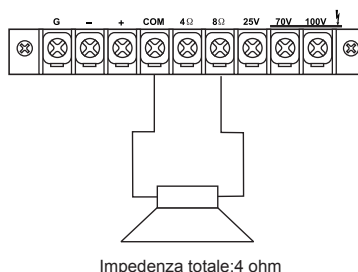 G − + COM 4Ω 8Ω 25V 70V 100V
Impedenza totale:4 ohm